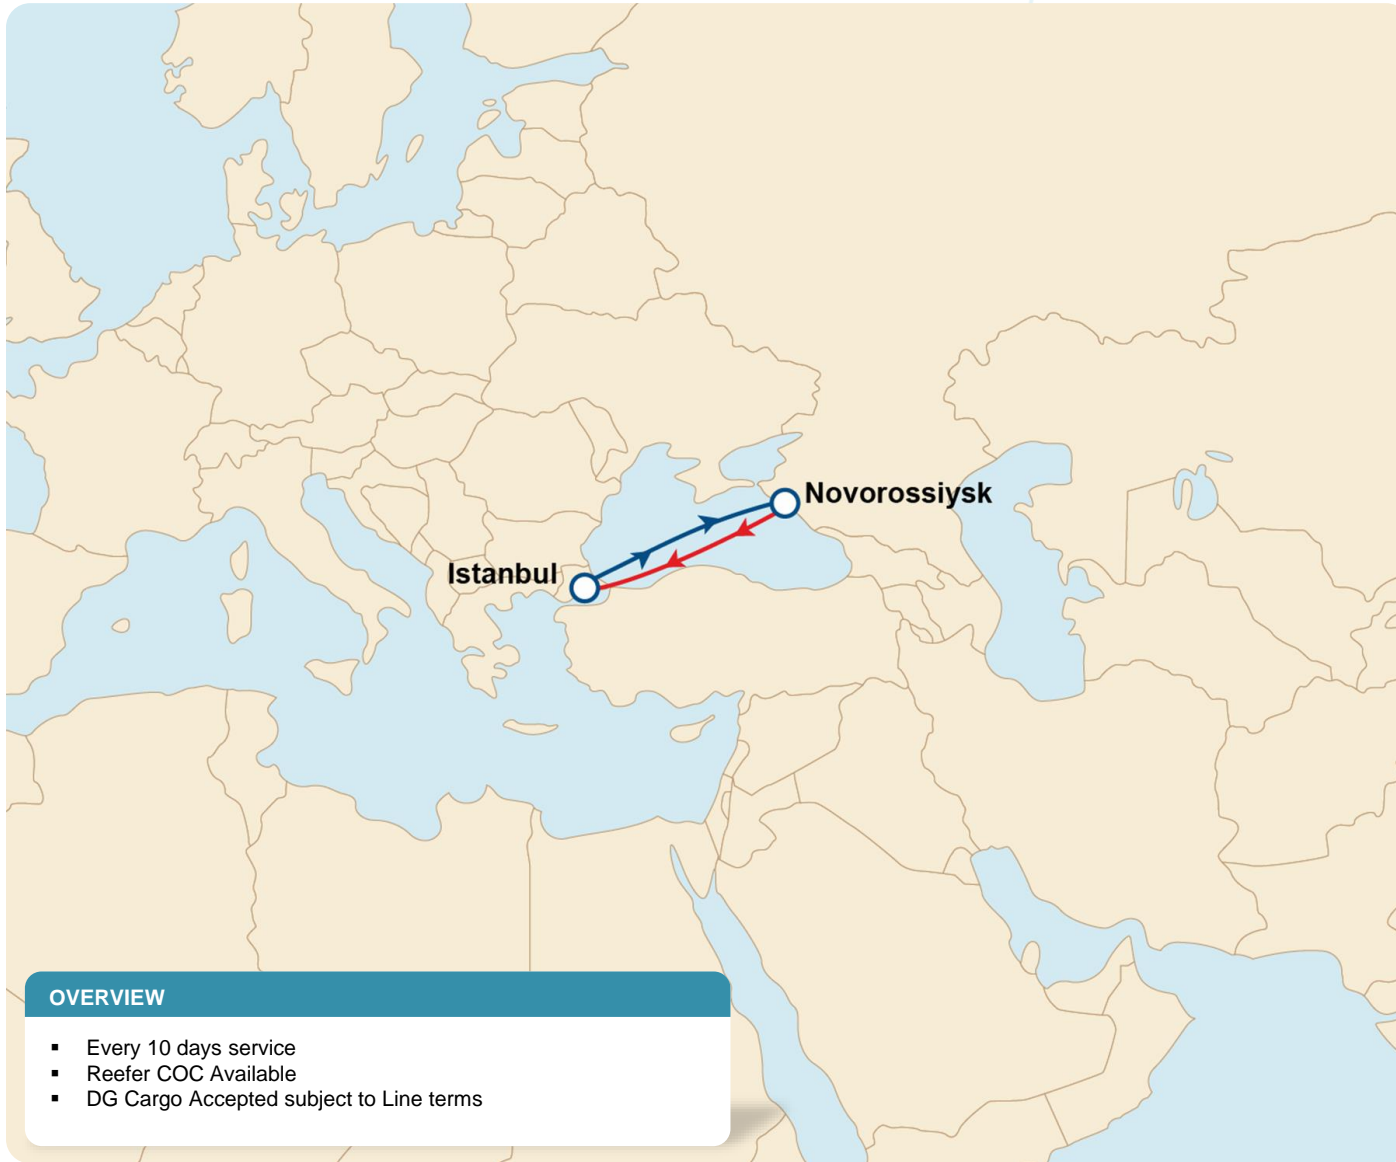 Novorossiysk
Istanbul
OVERVIEW
▪ Every 10 days service
▪ Reefer COC Available
▪ DG Cargo Accepted subject to Line terms